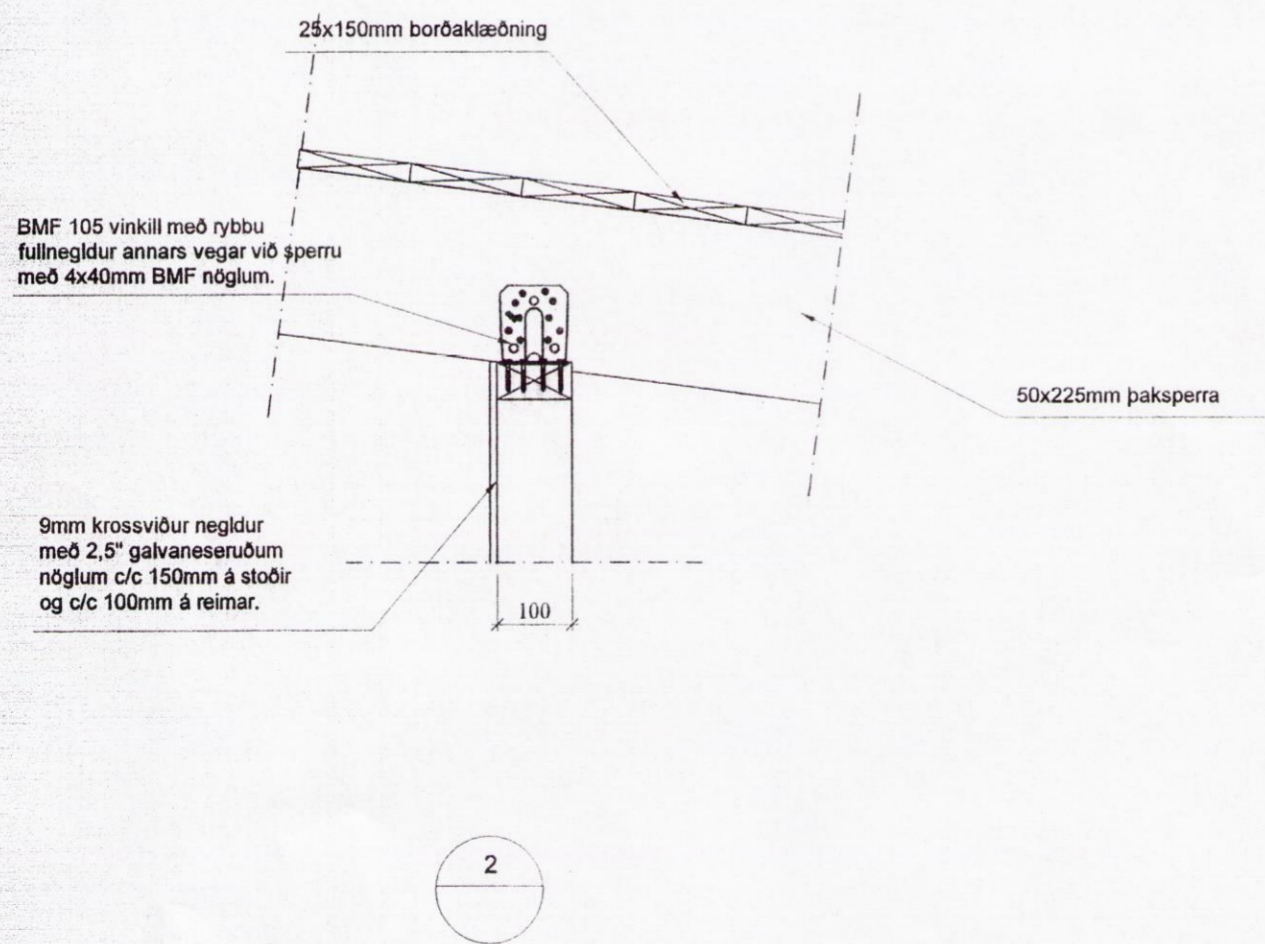 25x150mm borðaklæðning
BMF 105 vinkill með rybbu
fullnegldur annars vegar við sperru
með 4x40mm BMF nöglum.
50x225mm þaksperra
9mm krossviður negldur
með 2,5" galvaneseruðum
nöglum c/c 150mm á stoðir
og c/c 100mm á reimar.
100
2